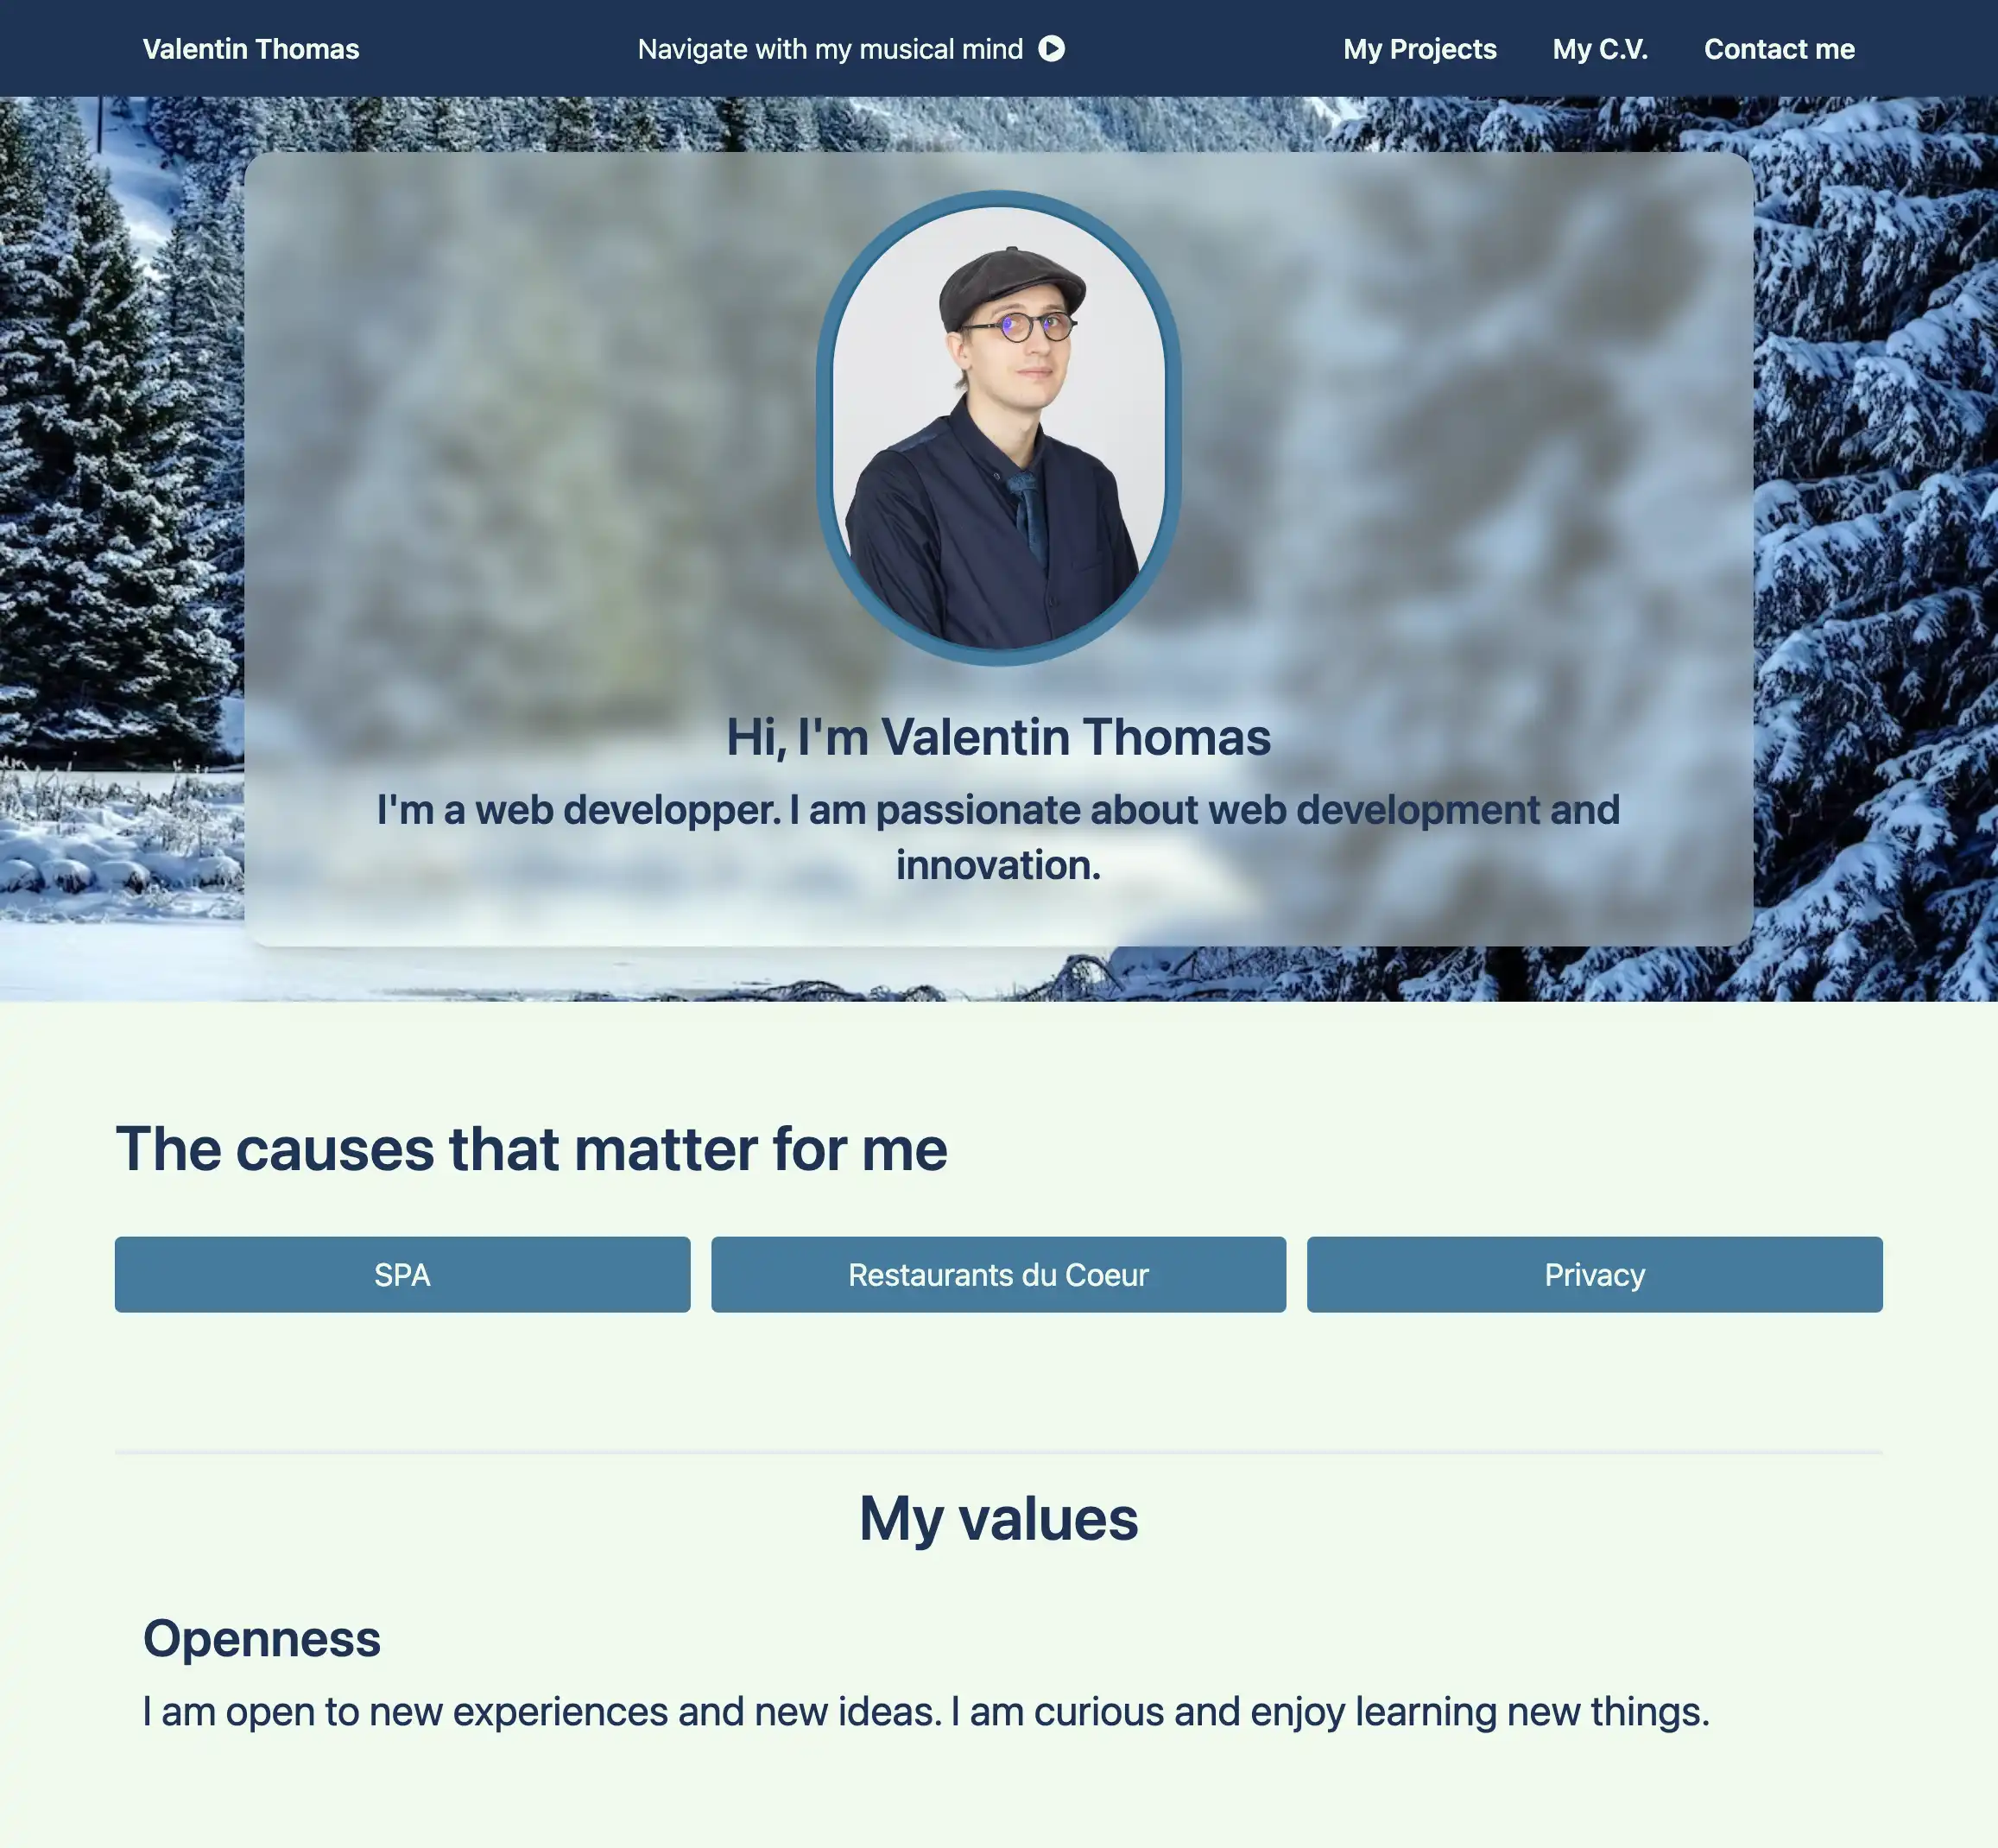 Valentin Thomas
Navigate with my musical mind
My Projects
My C.V.
Contact me
Hi, I'm Valentin Thomas
I'm a web developper. I am passionate about web development and
innovation.
The causes that matter for me
SPA
Restaurants du Coeur
Privacy
My values
Openness
I am open to new experiences and new ideas. I am curious and enjoy learning new things.